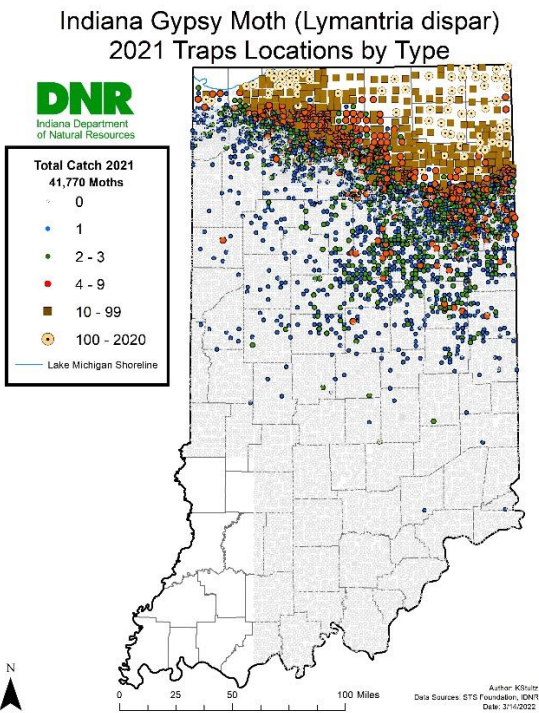 Indiana Gypsy Moth (Lymantria dispar)
2021 Traps Locations by Type
DNR
Indiana Department
of Natural Resources
Total Catch 2021
41,770 Moths
0
1
2 - 3
4 - 9
10 - 99
100 - 2020
Lake Michigan Shoreline
N
0 25 50 100 Miles
Author: KStultz
Data Sources: STS Foundation, IDNR
Date: 3/14/2022